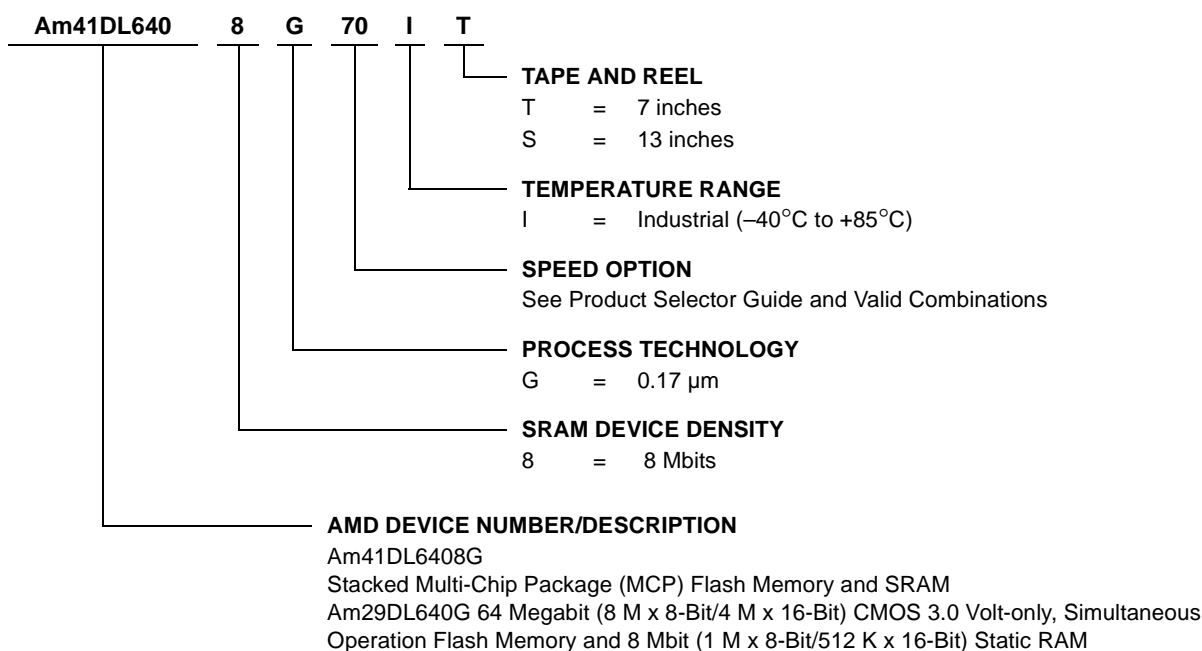 Am41DL640 8 G 70 I T
TAPE AND REEL
T = 7 inches
S = 13 inches
TEMPERATURE RANGE
I = Industrial (–40°C to +85°C)
SPEED OPTION
See Product Selector Guide and Valid Combinations
PROCESS TECHNOLOGY
G = 0.17 µm
SRAM DEVICE DENSITY
8 = 8 Mbits
AMD DEVICE NUMBER/DESCRIPTION
Am41DL6408G
Stacked Multi-Chip Package (MCP) Flash Memory and SRAM
Am29DL640G 64 Megabit (8 M x 8-Bit/4 M x 16-Bit) CMOS 3.0 Volt-only, Simultaneous
Operation Flash Memory and 8 Mbit (1 M x 8-Bit/512 K x 16-Bit) Static RAM